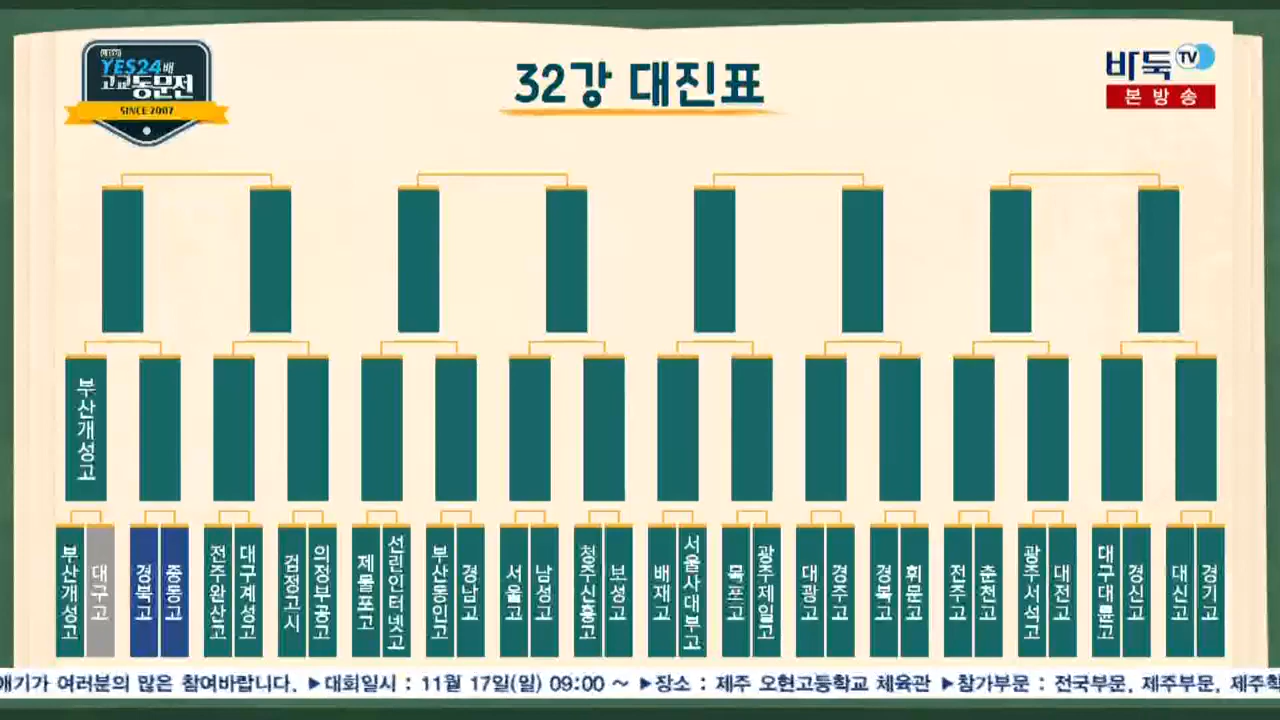 YES24배
고교동문전
SINCE 2007
32강 대진표
바둑TV
본방송
부산개성고
부산개성고
대구고
경북고
중동고
전주완산고
대구계성고
검정고시
의정부공고
제물포고
선린인터넷고
부산동인고
경남고
서울고
남성고
청주신흥고
보성고
배재고
서울사대부고
목포고
광주제일고
대광고
경주고
경복고
휘문고
전주고
춘천고
광주서석고
대전고
대구대륜고
경신고
대신고
경기고
애기가 여러분의 많은 참여바랍니다. ▶대회일시 : 11월 17일(일) 09:00 ~ ▶장소 : 제주 오현고등학교 체육관 ▶참가부문 : 전국부문, 제주부문, 제주학